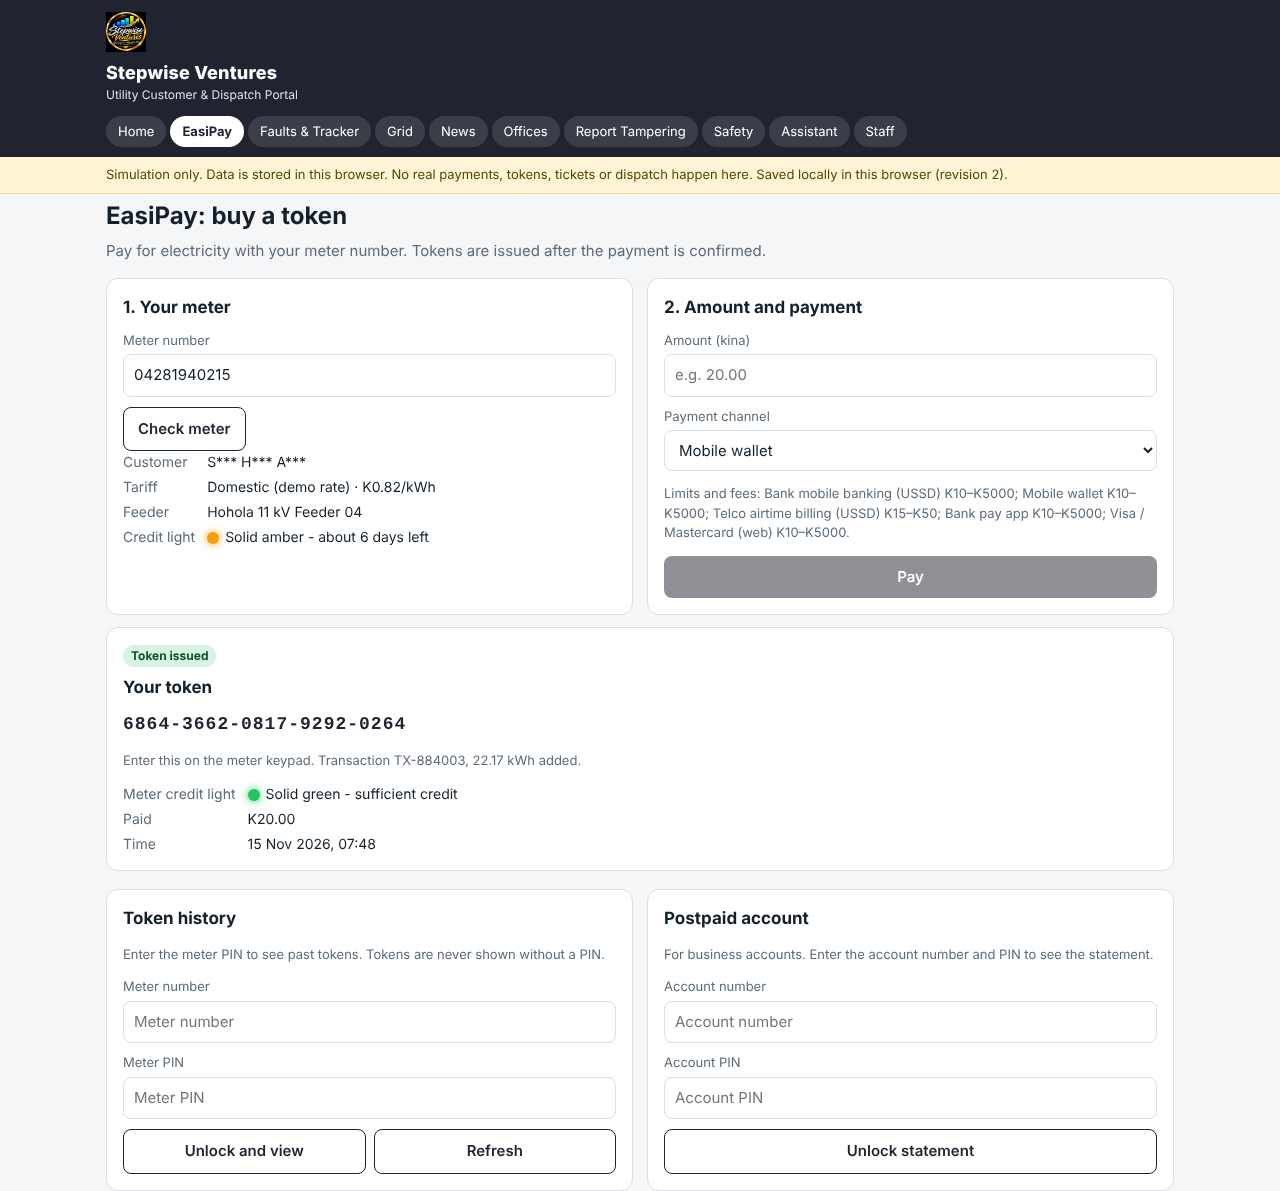 Stepwise
Ventures
Stepwise Ventures
Utility Customer & Dispatch Portal
Home
EasiPay
Faults & Tracker
Grid
News
Offices
Report Tampering
Safety
Assistant
Staff
Simulation only. Data is stored in this browser. No real payments, tokens, tickets or dispatch happen here. Saved locally in this browser (revision 2).
EasiPay: buy a token
Pay for electricity with your meter number. Tokens are issued after the payment is confirmed.
1. Your meter
Meter number
04281940215
Check meter
Customer S*** H*** A***
Tariff Domestic (demo rate) · K0.82/kWh
Feeder Hohola 11 kV Feeder 04
Credit light Solid amber - about 6 days left
2. Amount and payment
Amount (kina)
e.g. 20.00
Payment channel
Mobile wallet
Limits and fees: Bank mobile banking (USSD) K10–K5000; Mobile wallet K10–
K5000; Telco airtime billing (USSD) K15–K50; Bank pay app K10–K5000; Visa /
Mastercard (web) K10–K5000.
Pay
Token issued
Your token
6864-3662-0817-9292-0264
Enter this on the meter keypad. Transaction TX-884003, 22.17 kWh added.
Meter credit light Solid green - sufficient credit
Paid K20.00
Time 15 Nov 2026, 07:48
Token history
Enter the meter PIN to see past tokens. Tokens are never shown without a PIN.
Meter number
Meter number
Meter PIN
Meter PIN
Unlock and view
Refresh
Postpaid account
For business accounts. Enter the account number and PIN to see the statement.
Account number
Account number
Account PIN
Account PIN
Unlock statement